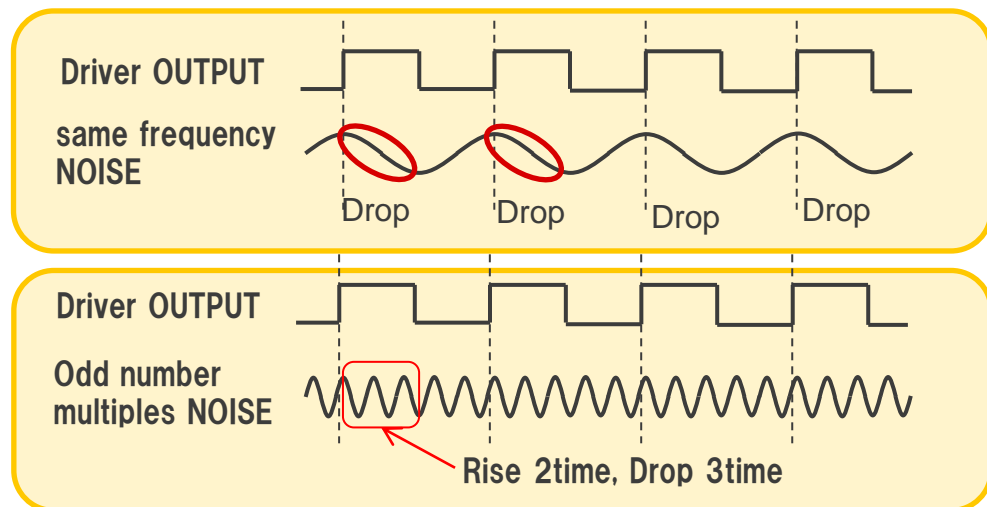 Driver OUTPUT
same frequency
NOISE
Drop Drop Drop Drop
Driver OUTPUT
Odd number
multiples NOISE
Rise 2time, Drop 3time